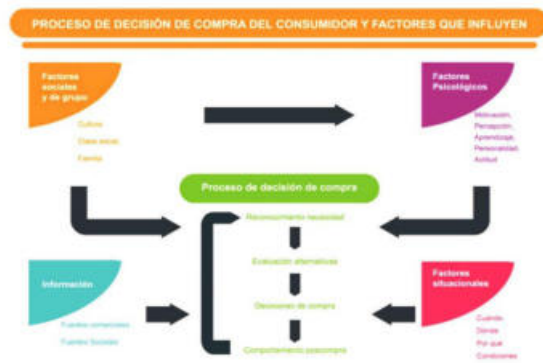 PROCESO DE DECISIÓN DE COMPRA DEL CONSUMIDOR Y FACTORES QUE INFLUYEN
Factores
sociales
y de grupo
Cultura
Clase social
Familia
Factores
Psicológicos
Motivación,
Percepción,
Aprendizaje,
Personalidad,
Actitud
Proceso de decisión de compra
Reconocimiento necesidad
Evaluación alternativas
Decisiones de compra
Comportamiento poscompra
Información
Fuentes comerciales
Fuentes Sociales
Factores
situacionales
Cuándo
Dónde
Por qué
Condiciones